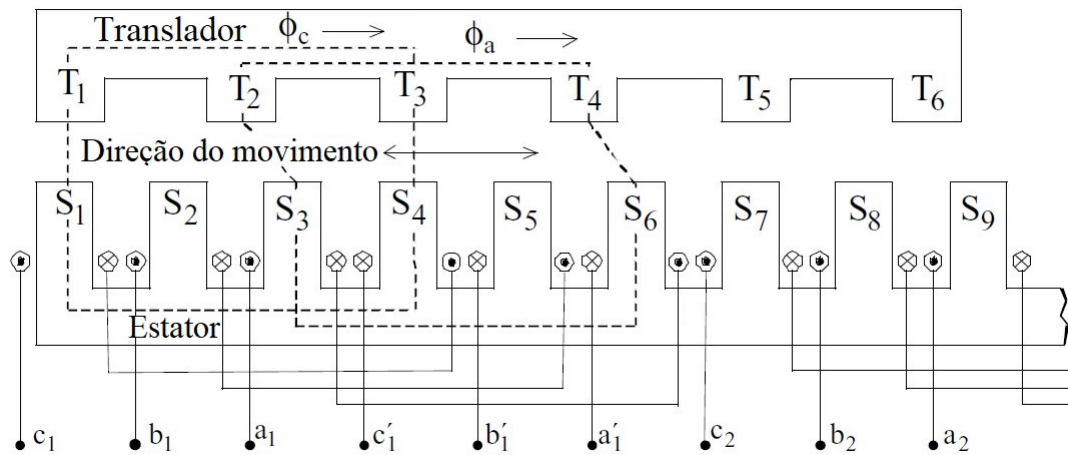 Translador ϕc ϕa
T1 T2 T3 T4 T5 T6
Direção do movimento
S1 S2 S3 S4 S5 S6 S7 S8 S9
Estator
c1 b1 a1 c′1 b′1 a′1 c2 b2 a2